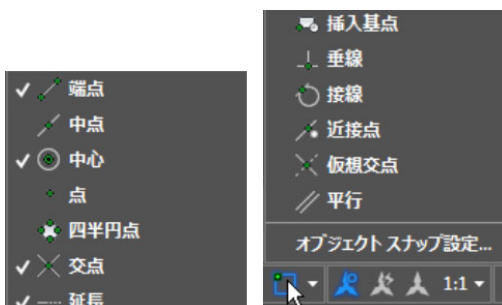 端点
中点
中心
点
四半円点
交点
延長
挿入基点
垂線
接線
近接点
仮想交点
平行
オブジェクト スナップ設定...
1:1